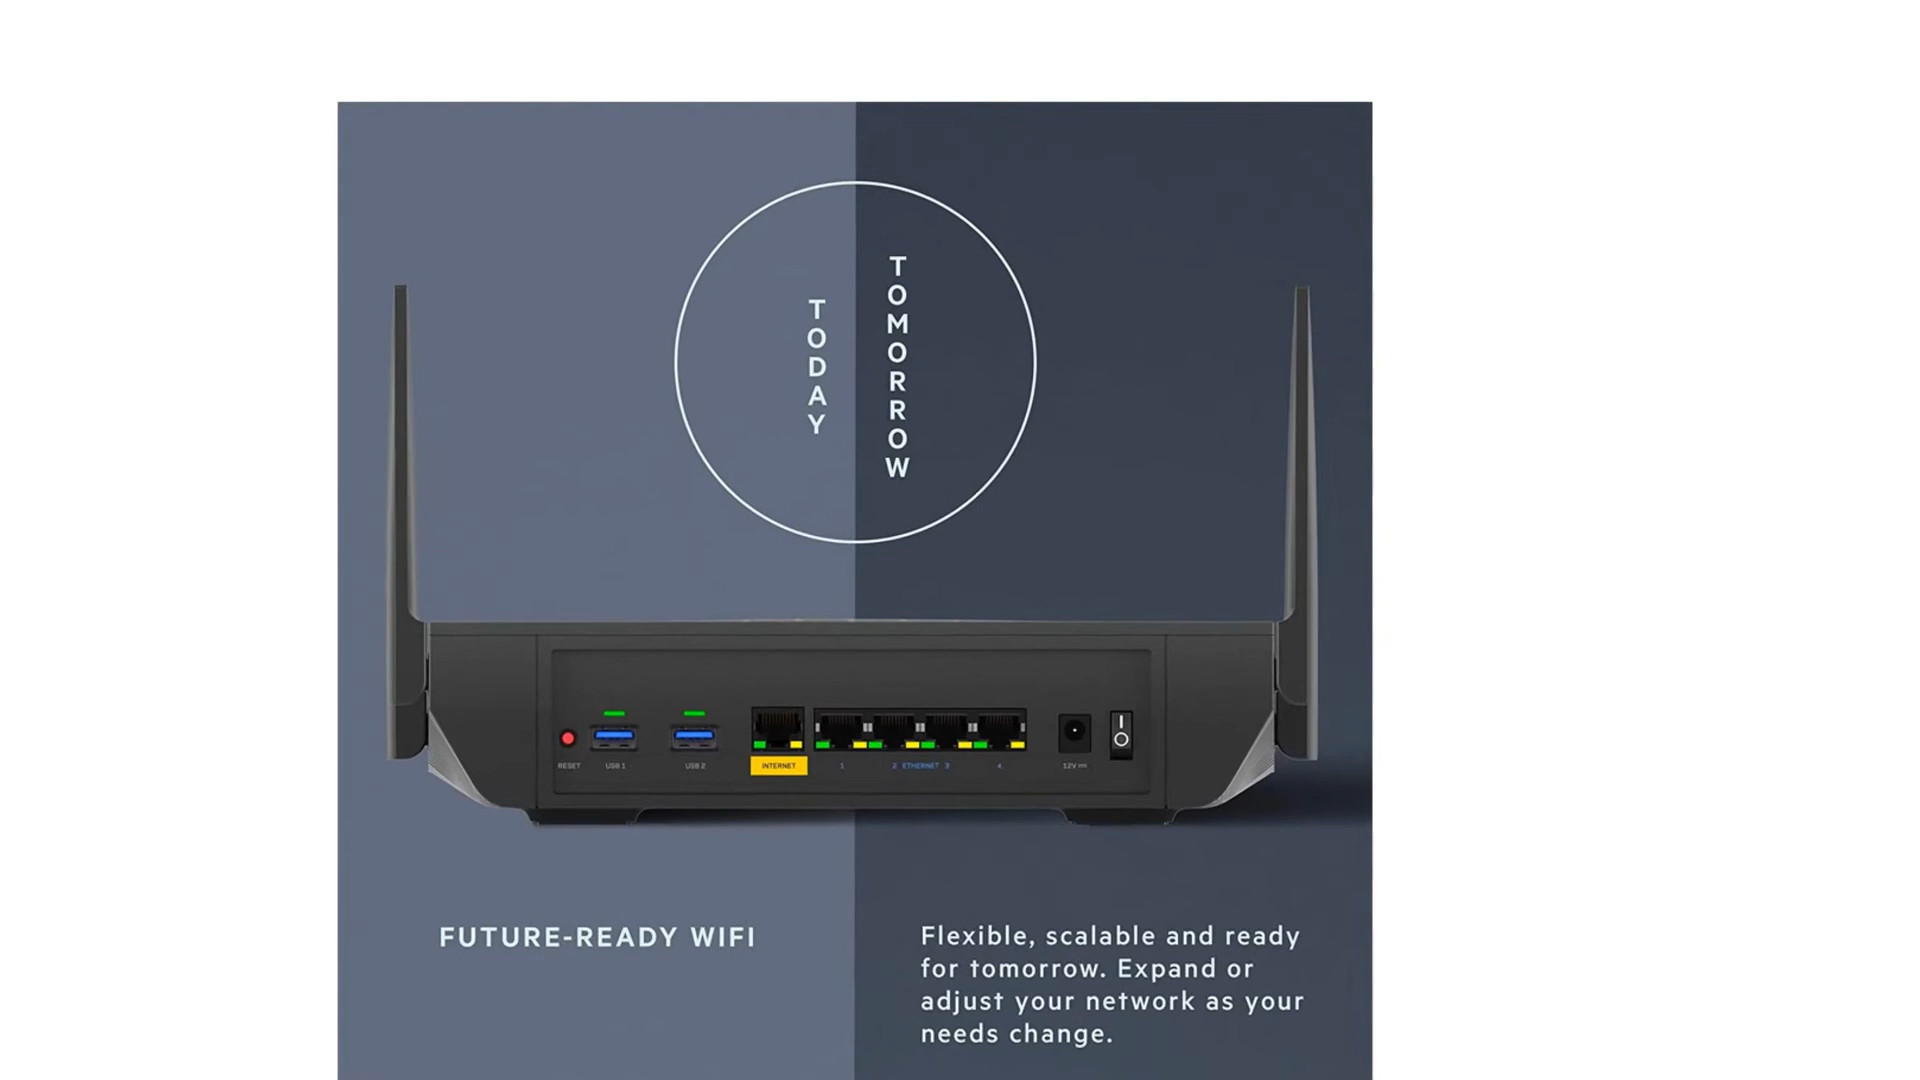 TODAY
TOMORROW
RESET
USB 1
USB 2
INTERNET
1
2 ETHERNET 3
4
12V
FUTURE-READY WIFI
Flexible, scalable and ready
for tomorrow. Expand or
adjust your network as your
needs change.